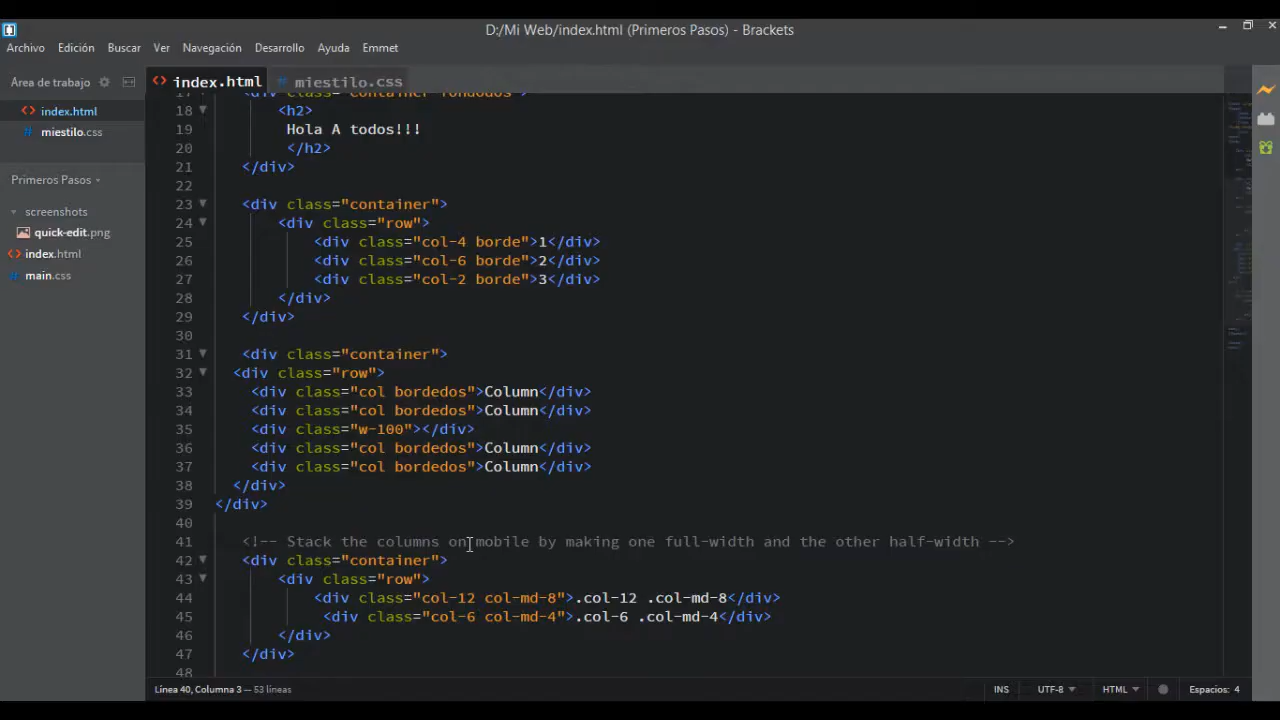 D:/Mi Web/index.html (Primeros Pasos) - Brackets
Archivo Edición Buscar Ver Navegación Desarrollo Ayuda Emmet
Área de trabajo
index.html
miestilo.css
Primeros Pasos
screenshots
quick-edit.png
index.html
main.css
index.html miestilo.css
17 <div class="container fondodos">
18 <h2>
19 Hola A todos!!!
20 </h2>
21 </div>
22
23 <div class="container">
24 <div class="row">
25 <div class="col-4 borde">1</div>
26 <div class="col-6 borde">2</div>
27 <div class="col-2 borde">3</div>
28 </div>
29 </div>
30
31 <div class="container">
32 <div class="row">
33 <div class="col bordedos">Column</div>
34 <div class="col bordedos">Column</div>
35 <div class="w-100"></div>
36 <div class="col bordedos">Column</div>
37 <div class="col bordedos">Column</div>
38 </div>
39 </div>
40
41 <!-- Stack the columns on mobile by making one full-width and the other half-width -->
42 <div class="container">
43 <div class="row">
44 <div class="col-12 col-md-8">.col-12 .col-md-8</div>
45 <div class="col-6 col-md-4">.col-6 .col-md-4</div>
46 </div>
47 </div>
48
Línea 40, Columna 3 — 53 líneas
INS UTF-8 HTML Espacios: 4